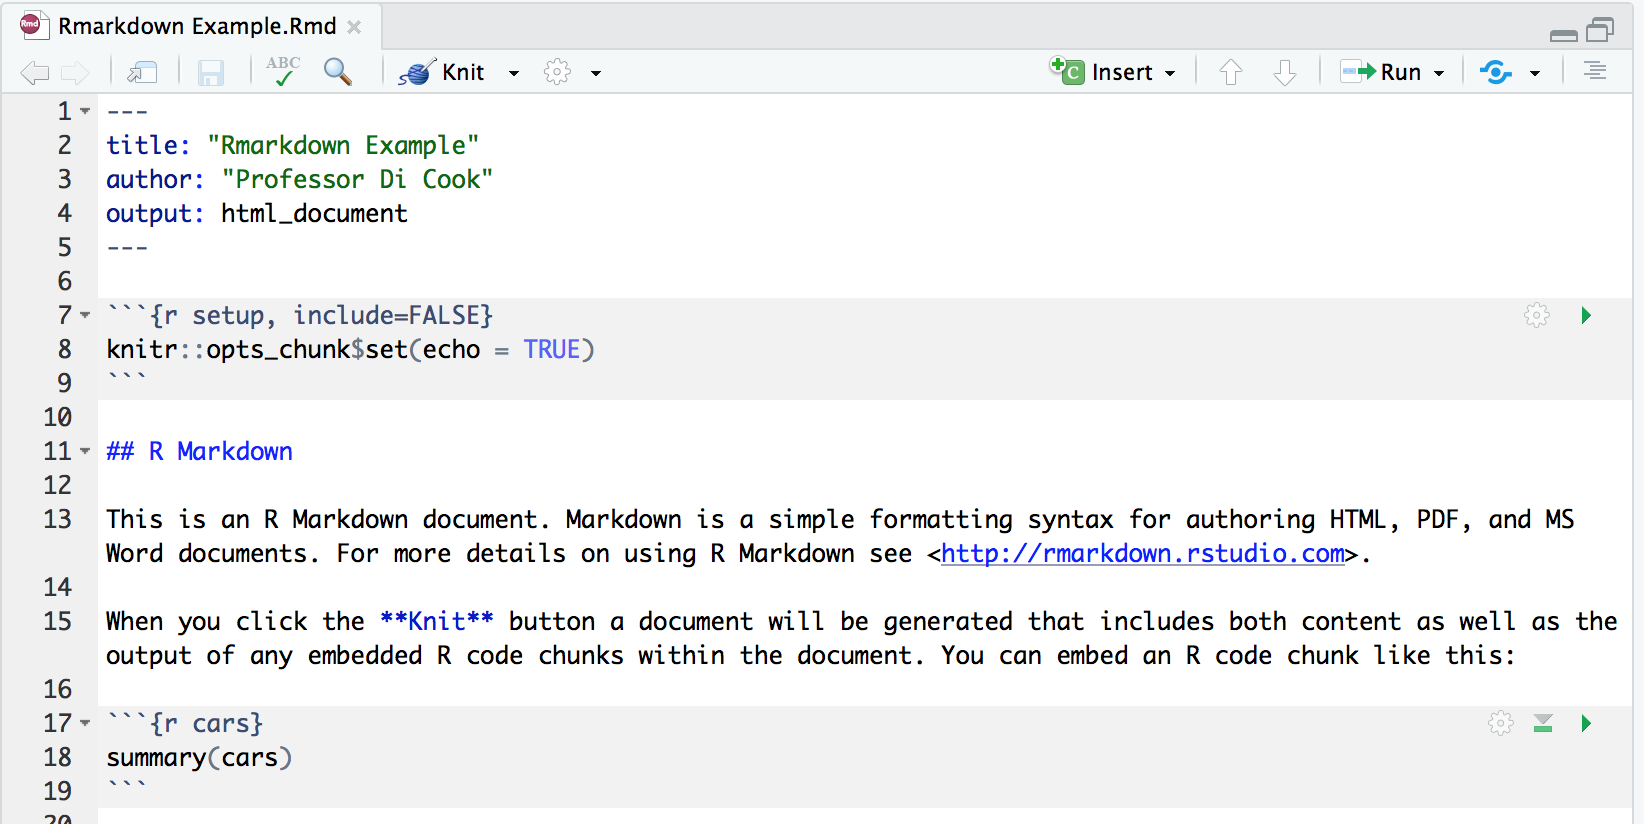 Rmd Rmarkdown Example.Rmd
ABC Knit C Insert Run
1 ---
2 title: "Rmarkdown Example"
3 author: "Professor Di Cook"
4 output: html_document
5 ---
6
7 ```{r setup, include=FALSE}
8 knitr::opts_chunk$set(echo = TRUE)
9 ```
10
11 ## R Markdown
12
13 This is an R Markdown document. Markdown is a simple formatting syntax for authoring HTML, PDF, and MS
Word documents. For more details on using R Markdown see <http://rmarkdown.rstudio.com>.
14
15 When you click the **Knit** button a document will be generated that includes both content as well as the
output of any embedded R code chunks within the document. You can embed an R code chunk like this:
16
17 ```{r cars}
18 summary(cars)
19 ```
20